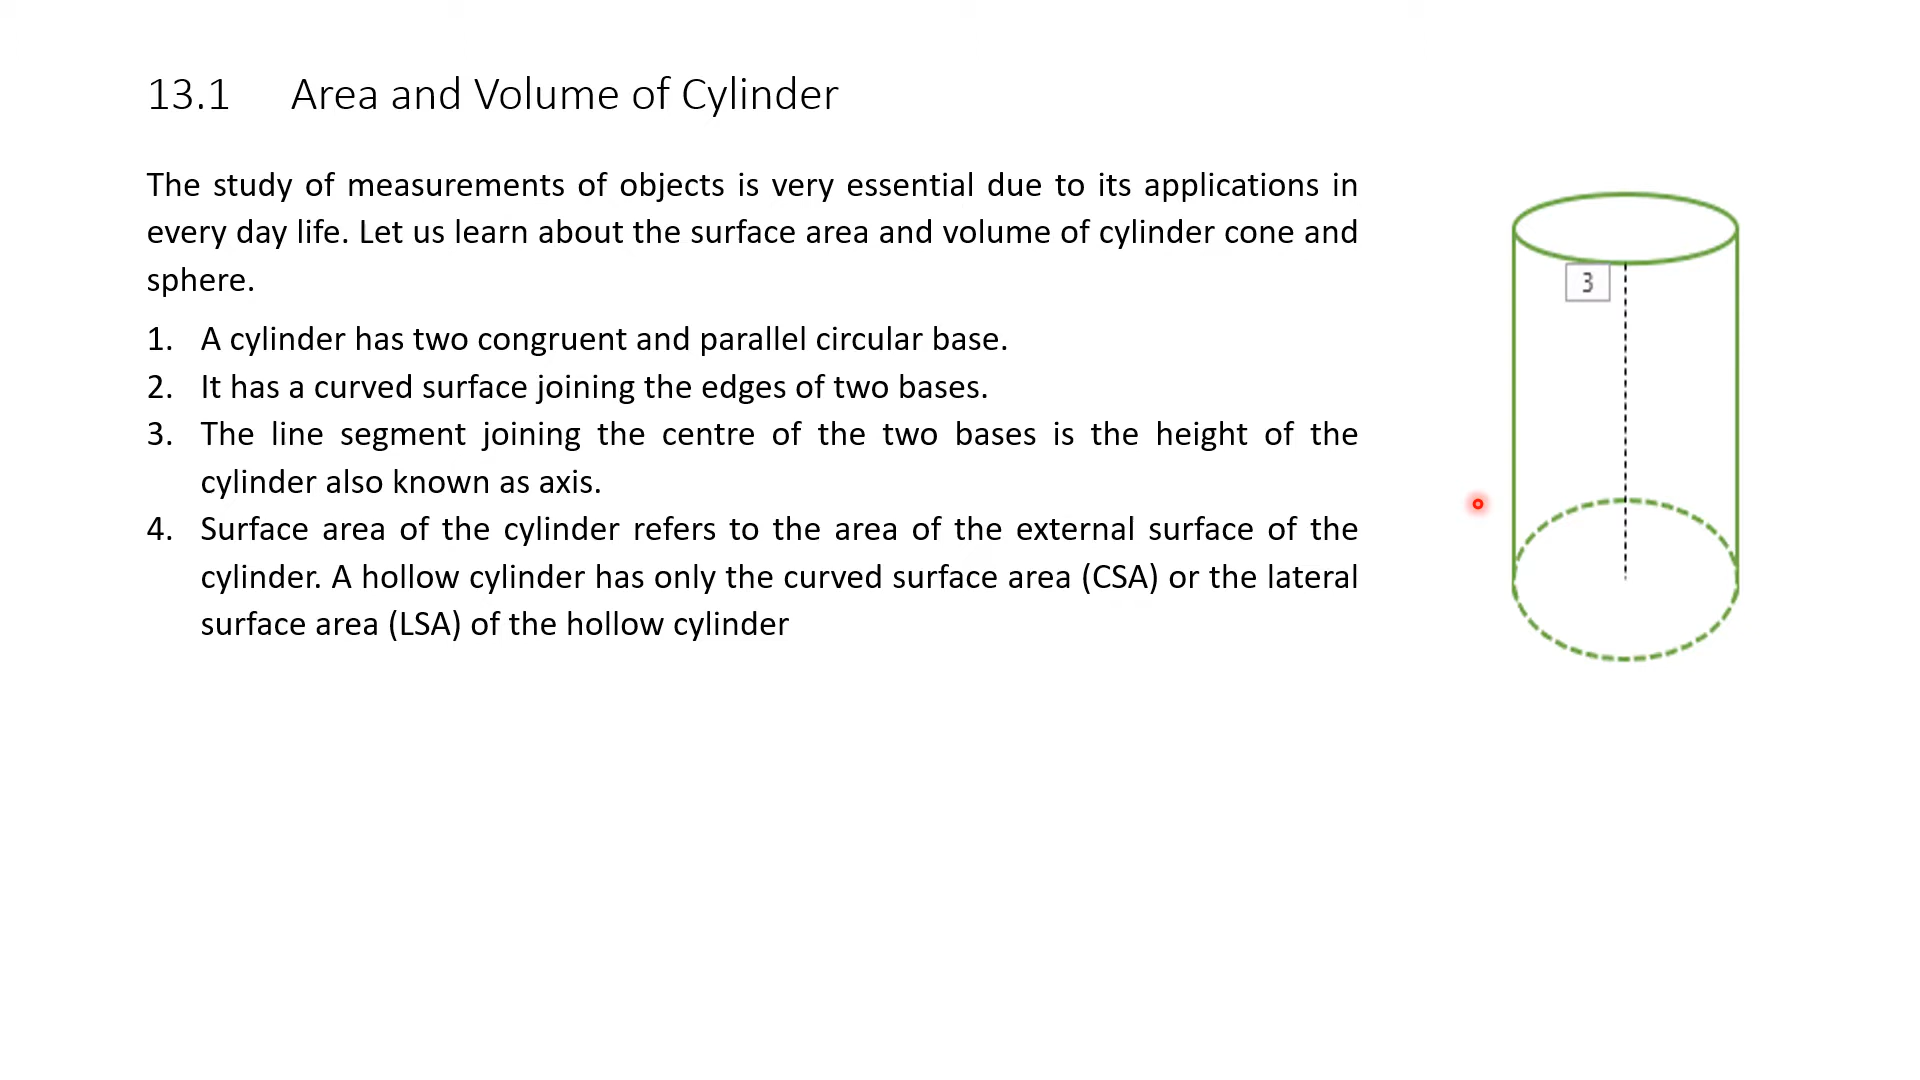 13.1 Area and Volume of Cylinder
The study of measurements of objects is very essential due to its applications in
every day life. Let us learn about the surface area and volume of cylinder cone and
sphere.
1. A cylinder has two congruent and parallel circular base.
2. It has a curved surface joining the edges of two bases.
3. The line segment joining the centre of the two bases is the height of the
cylinder also known as axis.
4. Surface area of the cylinder refers to the area of the external surface of the
cylinder. A hollow cylinder has only the curved surface area (CSA) or the lateral
surface area (LSA) of the hollow cylinder
3